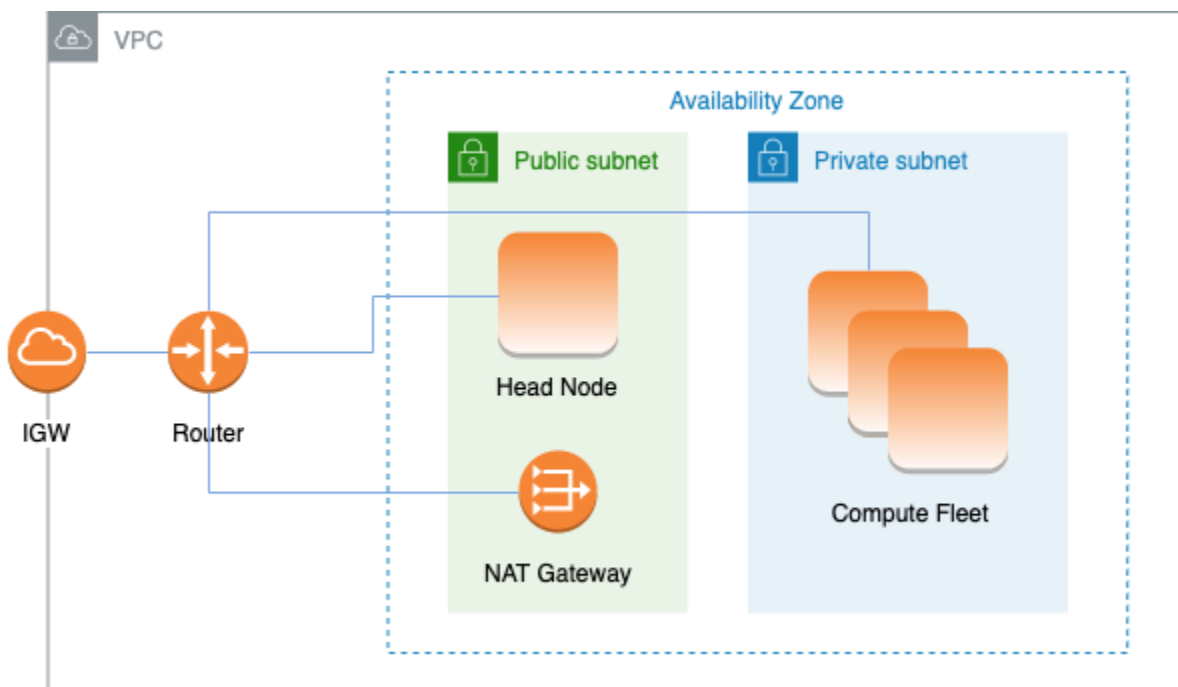 VPC
Availability Zone
Public subnet
Private subnet
Head Node
IGW
Router
Compute Fleet
NAT Gateway